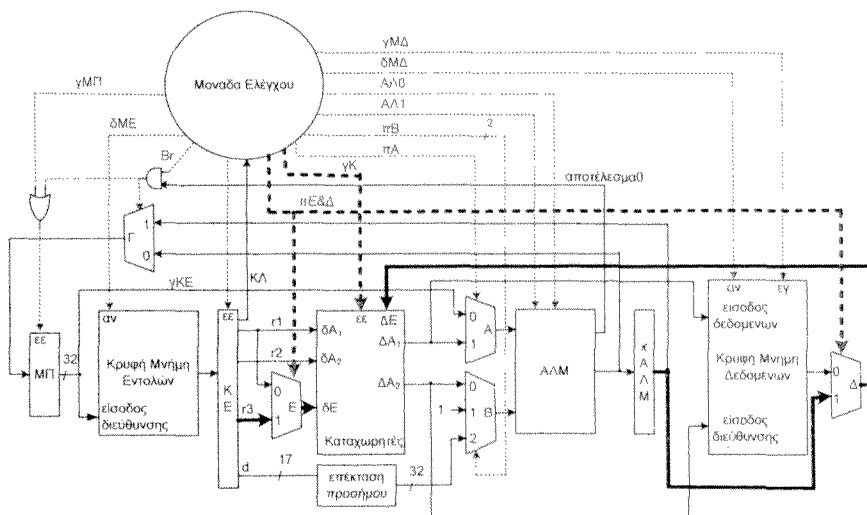 γΜΔ
δΜΔ
ΑΛ0
ΑΛ1
πΒ
2
πΑ
γΚ
Μονάδα Ελέγχου
γΜΠ
δΜΕ
Br
αποτέλεσμα0
πΕ&Δ
Γ
1
0
ΚΛ
γΚΕ
εε
ΜΠ
32
αν
Κρυφή Μνήμη
Εντολών
είσοδος
διεύθυνσης
εε
Κ
Ε
r1
r2
r3
d
17
0
1
Ε
εε
ΔΕ
δΑ1
δΑ2
δΕ
ΔΑ1
ΔΑ2
Καταχωρητές
επέκταση
προσήμου
32
0
1
Α
0
1
1
2
Β
ΑΛΜ
κ
Α
Λ
Μ
αν
εγ
είσοδος
δεδομένων
Κρυφή Μνήμη
Δεδομένων
είσοδος
διεύθυνσης
0
1
Δ